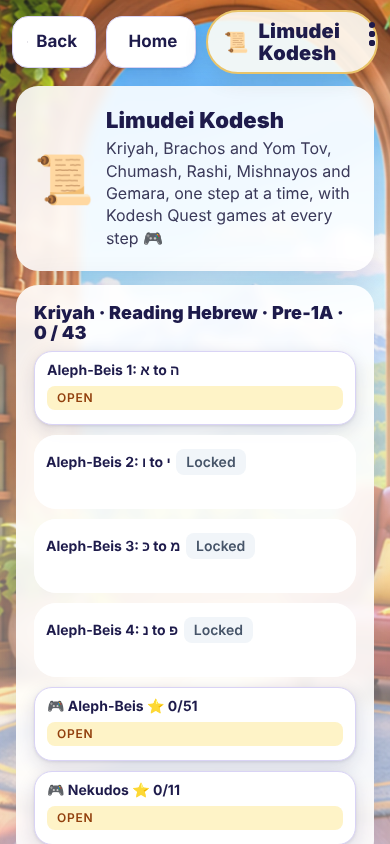 Back
Home
📜 Limudei
Kodesh
Limudei Kodesh
Kriyah, Brachos and Yom Tov,
Chumash, Rashi, Mishnayos and
Gemara, one step at a time, with
Kodesh Quest games at every
step 🎮
Kriyah · Reading Hebrew · Pre-1A ·
0 / 43
Aleph-Beis 1: א to ה
OPEN
Aleph-Beis 2: ו to י Locked
Aleph-Beis 3: כ to מ Locked
Aleph-Beis 4: נ to פ Locked
🎮 Aleph-Beis ⭐ 0/51
OPEN
🎮 Nekudos ⭐ 0/11
OPEN